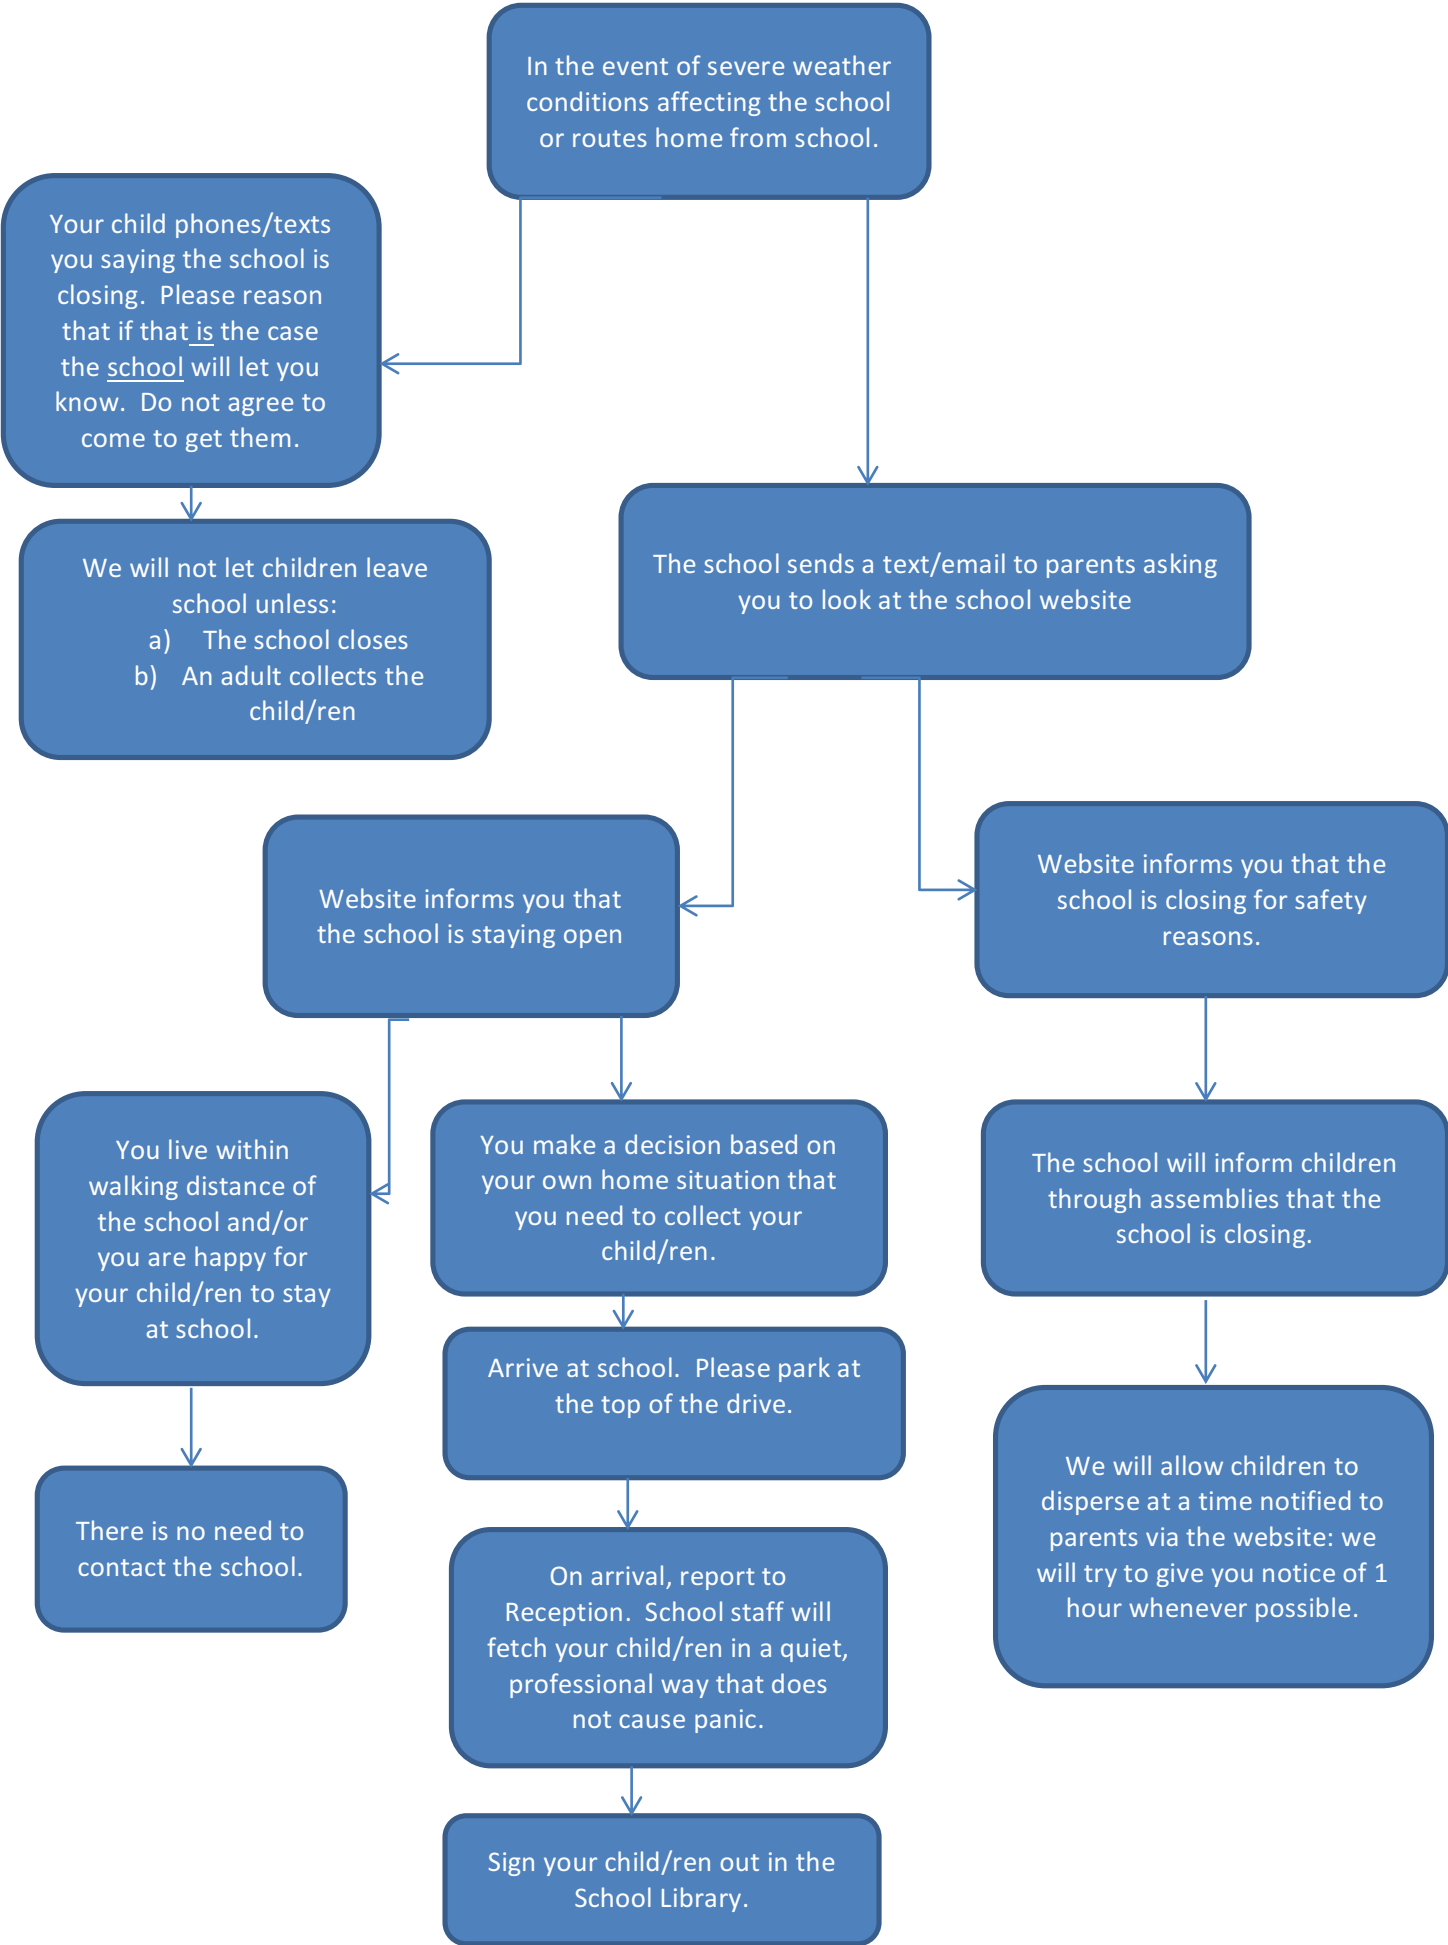 In the event of severe weather
conditions affecting the school
or routes home from school.
Your child phones/texts
you saying the school is
closing.  Please reason
that if that is the case
the school will let you
know.  Do not agree to
come to get them.
We will not let children leave
school unless:
a) The school closes
b) An adult collects the
child/ren
The school sends a text/email to parents asking
you to look at the school website
Website informs you that
the school is staying open
Website informs you that the
school is closing for safety
reasons.
You live within
walking distance of
the school and/or
you are happy for
your child/ren to stay
at school.
There is no need to
contact the school.
You make a decision based on
your own home situation that
you need to collect your
child/ren.
Arrive at school.  Please park at
the top of the drive.
On arrival, report to
Reception.  School staff will
fetch your child/ren in a quiet,
professional way that does
not cause panic.
Sign your child/ren out in the
School Library.
The school will inform children
through assemblies that the
school is closing.
We will allow children to
disperse at a time notified to
parents via the website: we
will try to give you notice of 1
hour whenever possible.